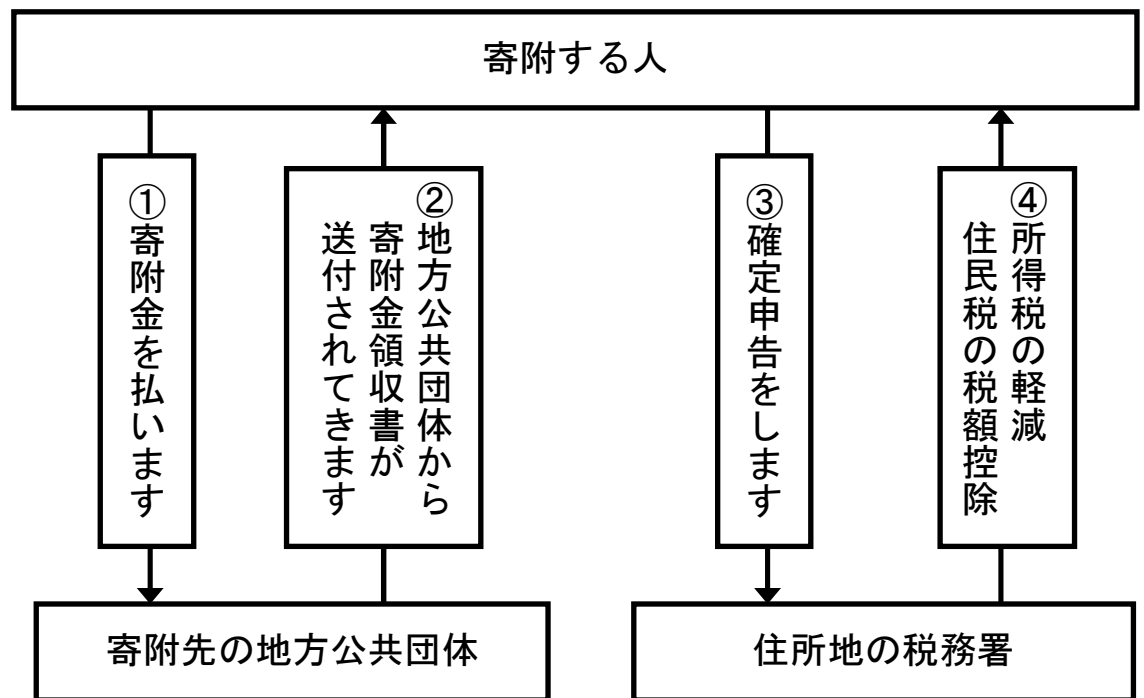 寄附する人
①寄附金を払います
②地方公共団体から
寄附金領収書が
送付されてきます
③確定申告をします
④所得税の軽減
住民税の税額控除
寄附先の地方公共団体
住所地の税務署